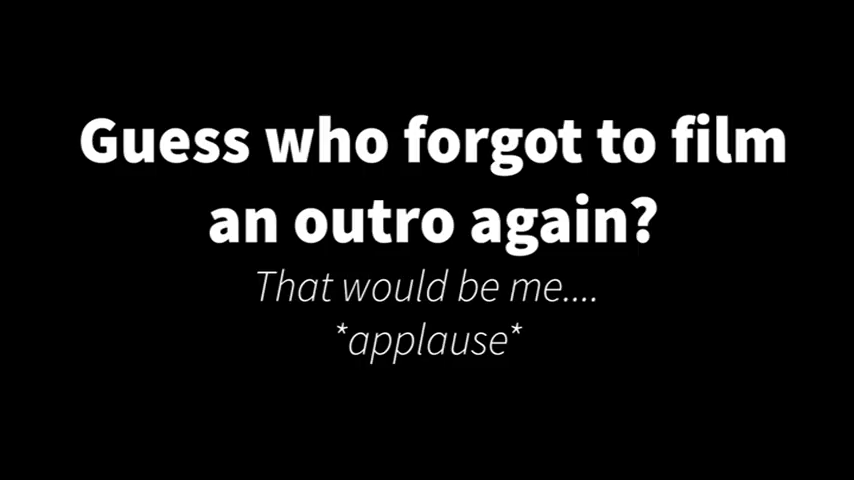 Guess who forgot to film
an outro again?
That would be me....
*applause*